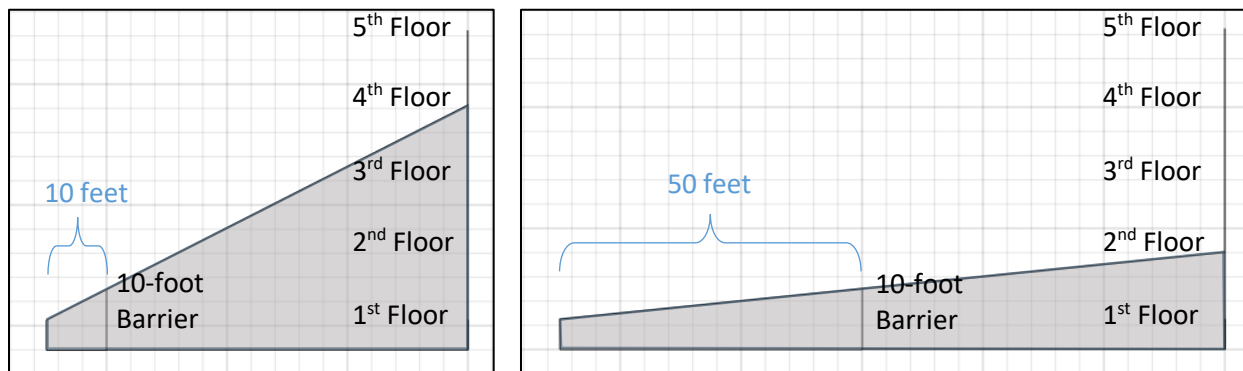 5th Floor
4th Floor
3rd Floor
10 feet
2nd Floor
10-foot
Barrier
1st Floor
5th Floor
4th Floor
3rd Floor
50 feet
2nd Floor
10-foot
Barrier
1st Floor